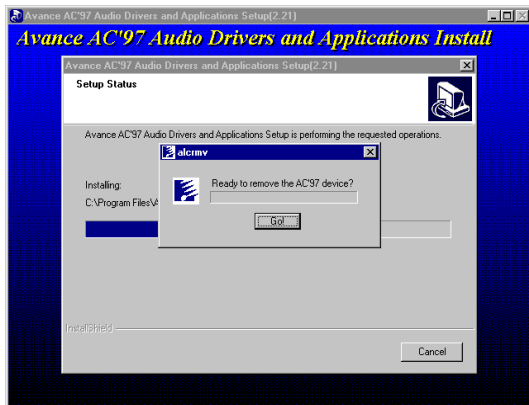 Avance AC'97 Audio Drivers and Applications Setup(2.21)
Avance AC'97 Audio Drivers and Applications Install
Avance AC'97 Audio Drivers and Applications Setup(2.21)
Setup Status
Avance AC'97 Audio Drivers and Applications Setup is performing the requested operations.
alcrmv
Ready to remove the AC'97 device?
Go!
Installing:
C:\Program Files\A
InstallShield
Cancel